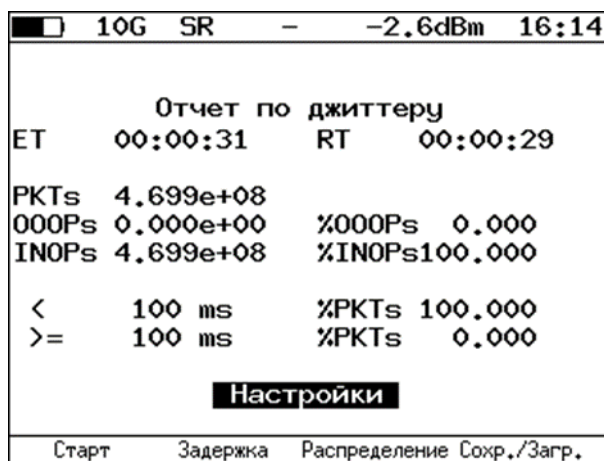 10G SR – -2.6dBm 16:14
Отчет по джиттеру
ET 00:00:31 RT 00:00:29
PKTs 4.699e+08
OOOPs 0.000e+00 %OOOPs 0.000
INOPs 4.699e+08 %INOPs100.000
< 100 ms %PKTs 100.000
>= 100 ms %PKTs 0.000
Настройки
Старт Задержка Распределение Сохр./Загр.